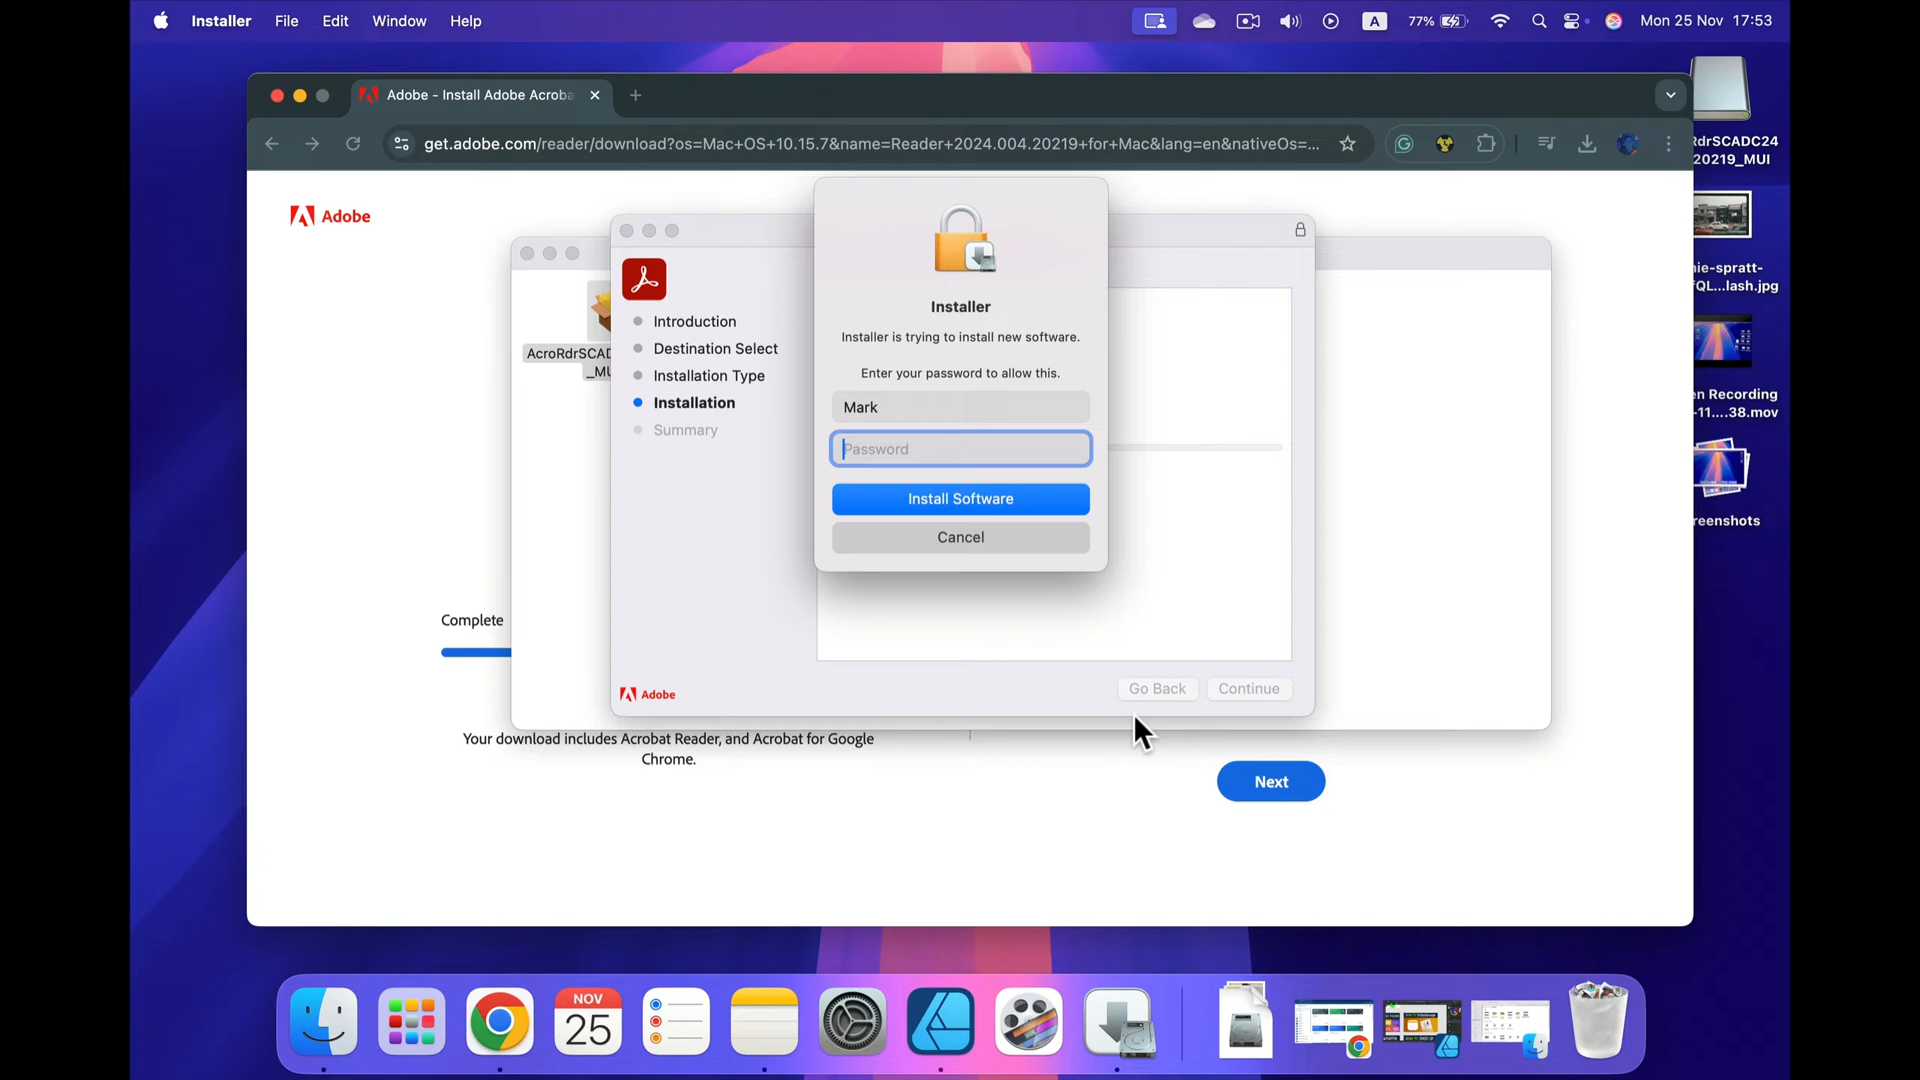 Installer File Edit Window Help
A 77% Mon 25 Nov 17:53
Adobe - Install Adobe Acroba
get.adobe.com/reader/download?os=Mac+OS+10.15.7&name=Reader+2024.004.20219+for+Mac&lang=en&nativeOs=...
RdrSCADC24
20219_MUI
Adobe
nie-spratt-
fQL...lash.jpg
en Recording
-11....38.mov
reenshots
AcroRdrSCAD
_MU
Introduction
Destination Select
Installation Type
Installation
Summary
Adobe
Go Back Continue
Installer
Installer is trying to install new software.
Enter your password to allow this.
Mark
Password
Install Software
Cancel
Complete
Your download includes Acrobat Reader, and Acrobat for Google
Chrome.
Next
NOV
25